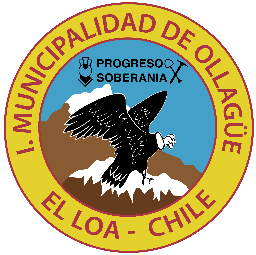 I. MUNICIPALIDAD DE OLLAGÜE
PROGRESO
SOBERANIA
EL LOA - CHILE